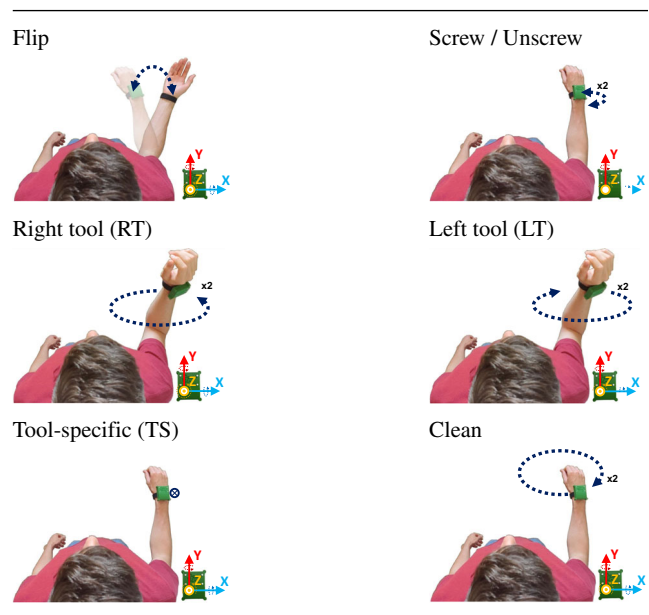 Flip
Screw / Unscrew
x2
Y
Z
X
Y
Z
X
Right tool (RT)
Left tool (LT)
x2
x2
Y
Z
X
Y
Z
X
Tool-specific (TS)
Clean
x2
Y
Z
X
Y
Z
X